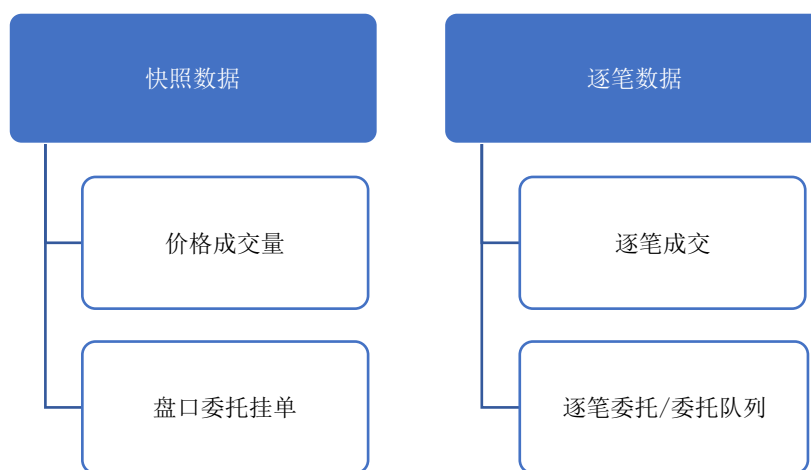 快照数据
价格成交量
盘口委托挂单
逐笔数据
逐笔成交
逐笔委托/委托队列